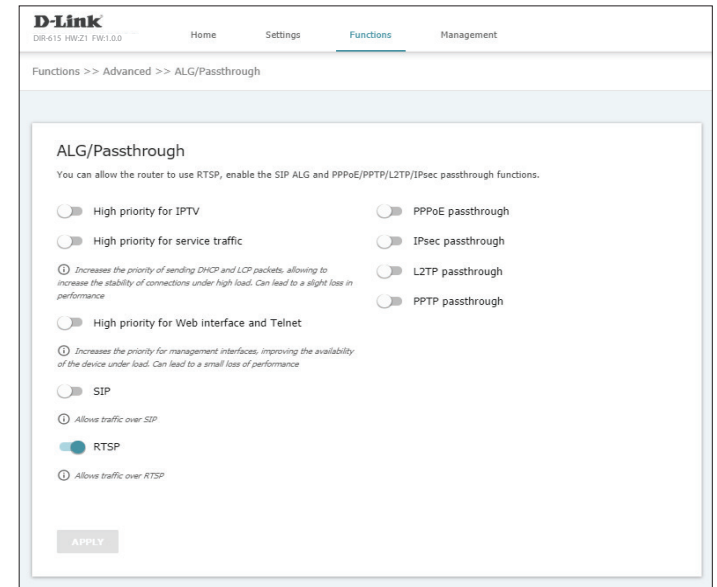 D-Link
DIR-615 HW:Z1 FW:1.0.0
Home
Settings
Functions
Management
Functions >> Advanced >> ALG/Passthrough
ALG/Passthrough
You can allow the router to use RTSP, enable the SIP ALG and PPPoE/PPTP/L2TP/IPsec passthrough functions.
High priority for IPTV
High priority for service traffic
Increases the priority of sending DHCP and LCP packets, allowing to
increase the stability of connections under high load. Can lead to a slight loss in
performance
High priority for Web interface and Telnet
Increases the priority for management interfaces, improving the availability
of the device under load. Can lead to a small loss of performance
SIP
Allows traffic over SIP
RTSP
Allows traffic over RTSP
PPPoE passthrough
IPsec passthrough
L2TP passthrough
PPTP passthrough
APPLY